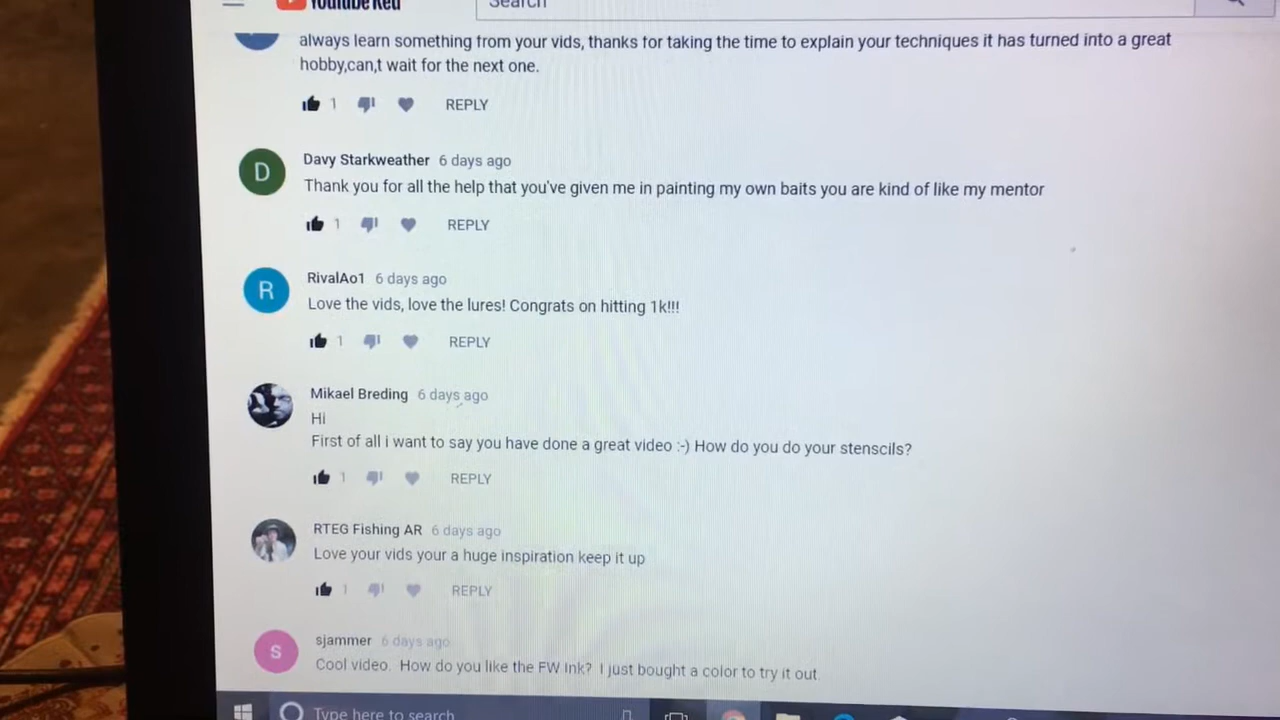 YouTube Red
Search
always learn something from your vids, thanks for taking the time to explain your techniques it has turned into a great
hobby,can,t wait for the next one.
1 REPLY
D
Davy Starkweather 6 days ago
Thank you for all the help that you've given me in painting my own baits you are kind of like my mentor
1 REPLY
R
RivalAo1 6 days ago
Love the vids, love the lures! Congrats on hitting 1k!!!
1 REPLY
Mikael Breding 6 days ago
Hi
First of all i want to say you have done a great video :-) How do you do your stenscils?
1 REPLY
RTEG Fishing AR 6 days ago
Love your vids your a huge inspiration keep it up
1 REPLY
S
sjammer 6 days ago
Cool video. How do you like the FW Ink? I just bought a color to try it out.
Type here to search